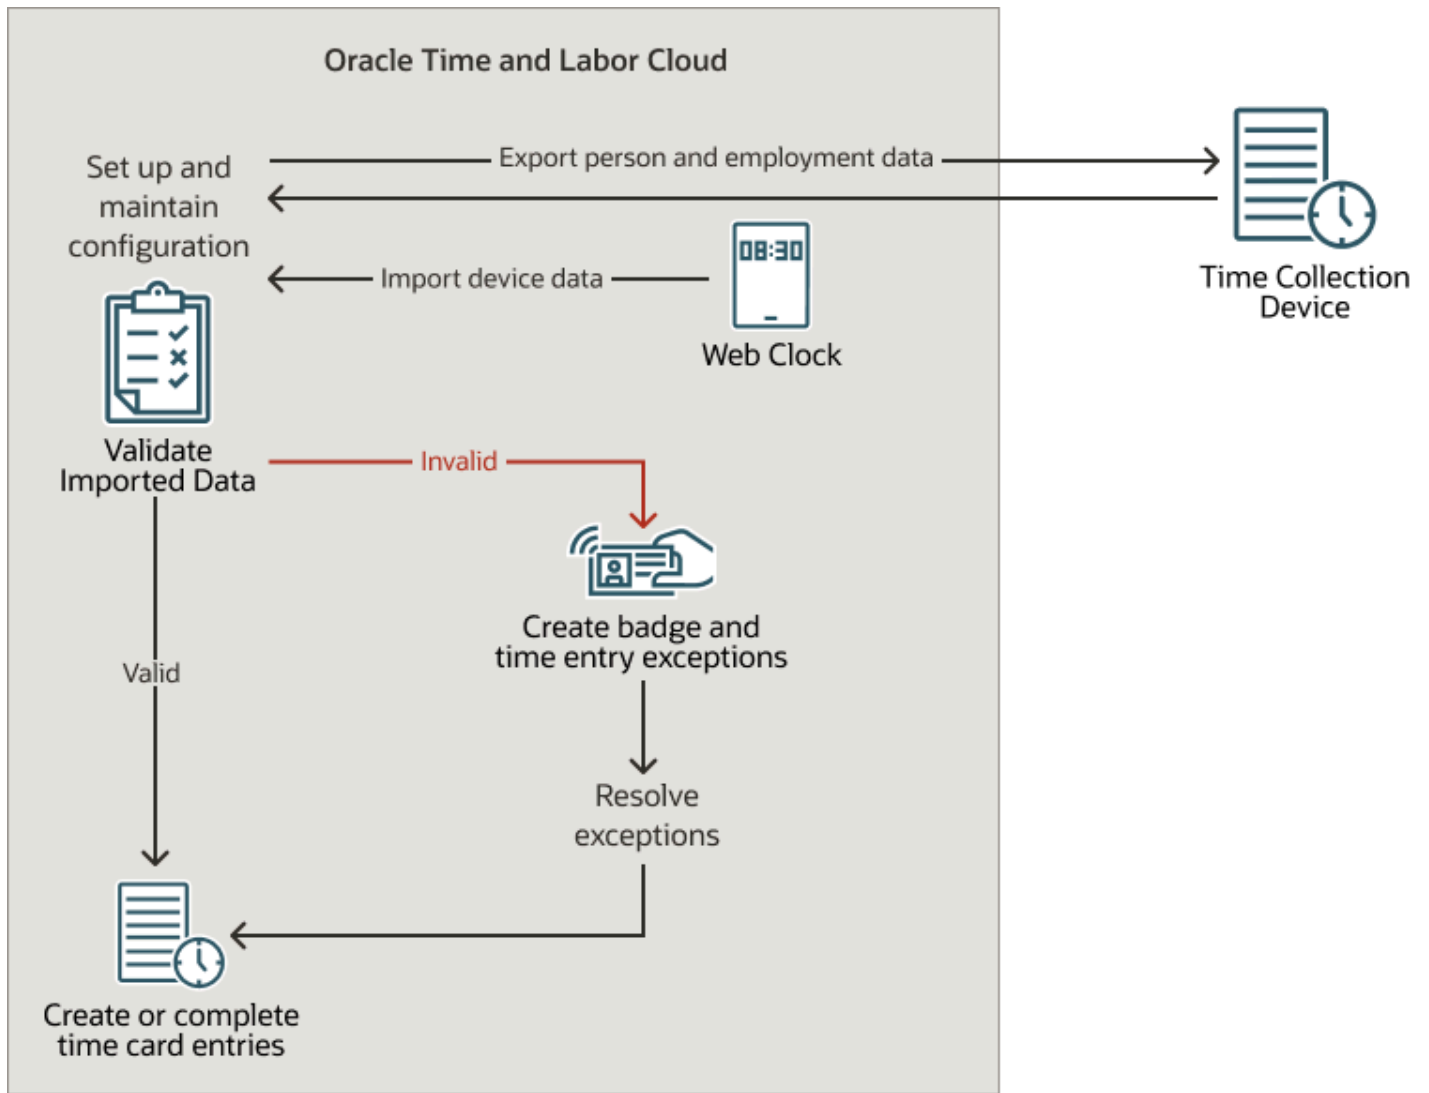 Oracle Time and Labor Cloud
Set up and
maintain
configuration
Export person and employment data
Time Collection
Device
08:30
Import device data
Web Clock
Validate
Imported Data
Invalid
Create badge and
time entry exceptions
Valid
Resolve
exceptions
Create or complete
time card entries